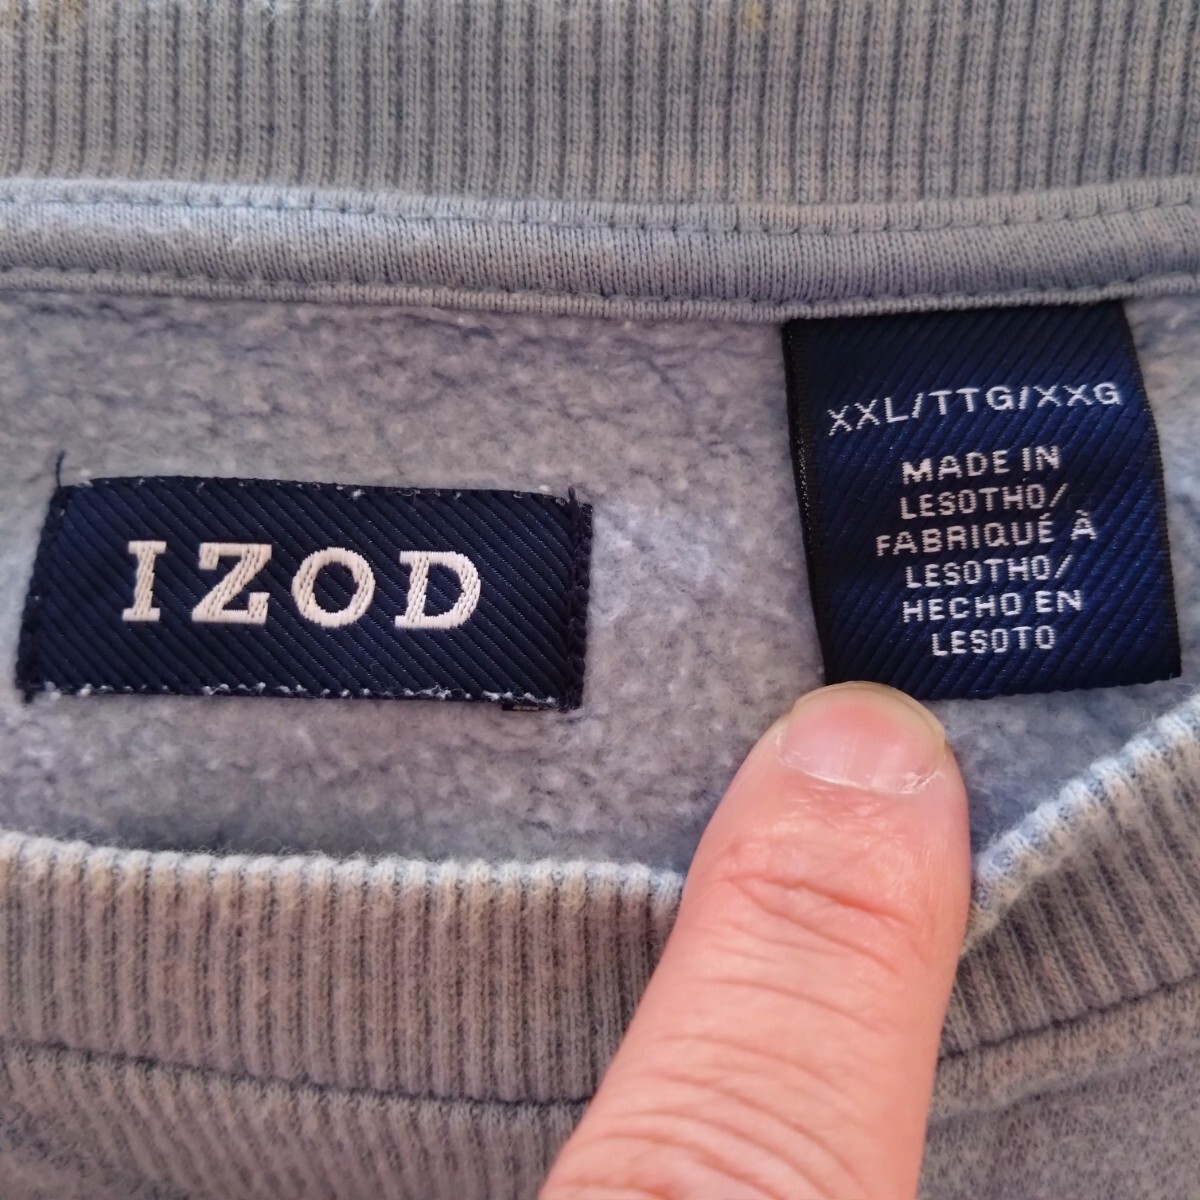 IZOD
XXL/TTG/XXG
MADE IN
LESOTHO/
FABRIQUÉ À
LESOTHO/
HECHO EN
LESOTO